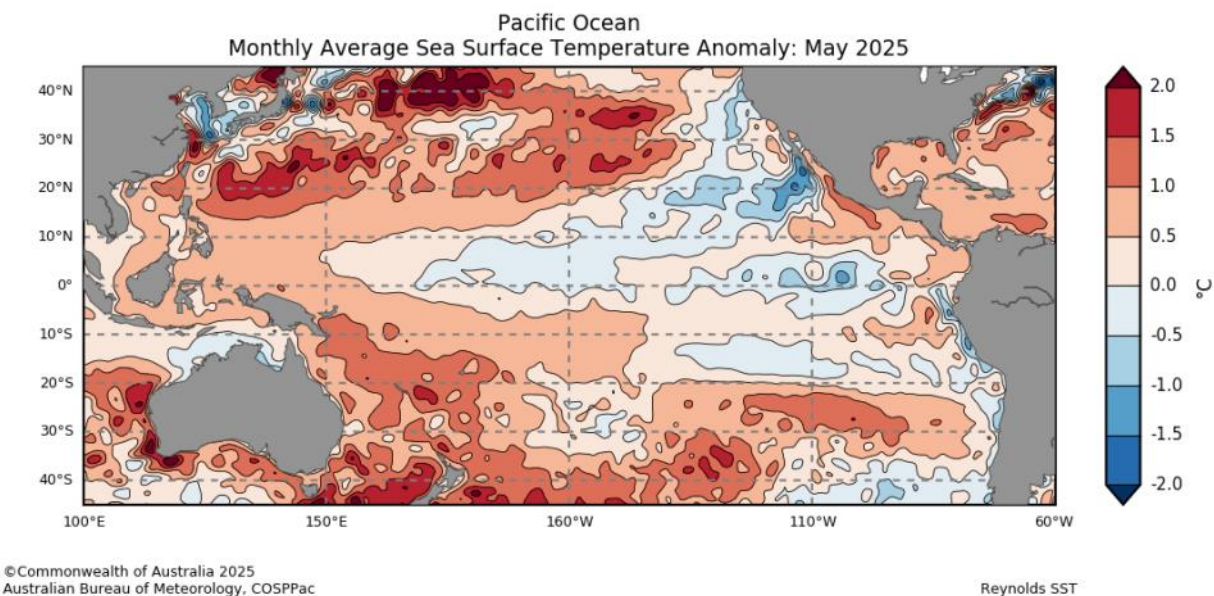 Pacific Ocean
Monthly Average Sea Surface Temperature Anomaly: May 2025
40°N
30°N
20°N
10°N
0°
10°S
20°S
30°S
40°S
100°E
150°E
160°W
110°W
60°W
2.0
1.5
1.0
0.5
0.0
-0.5
-1.0
-1.5
-2.0
°C
©Commonwealth of Australia 2025
Australian Bureau of Meteorology, COSPPac
Reynolds SST